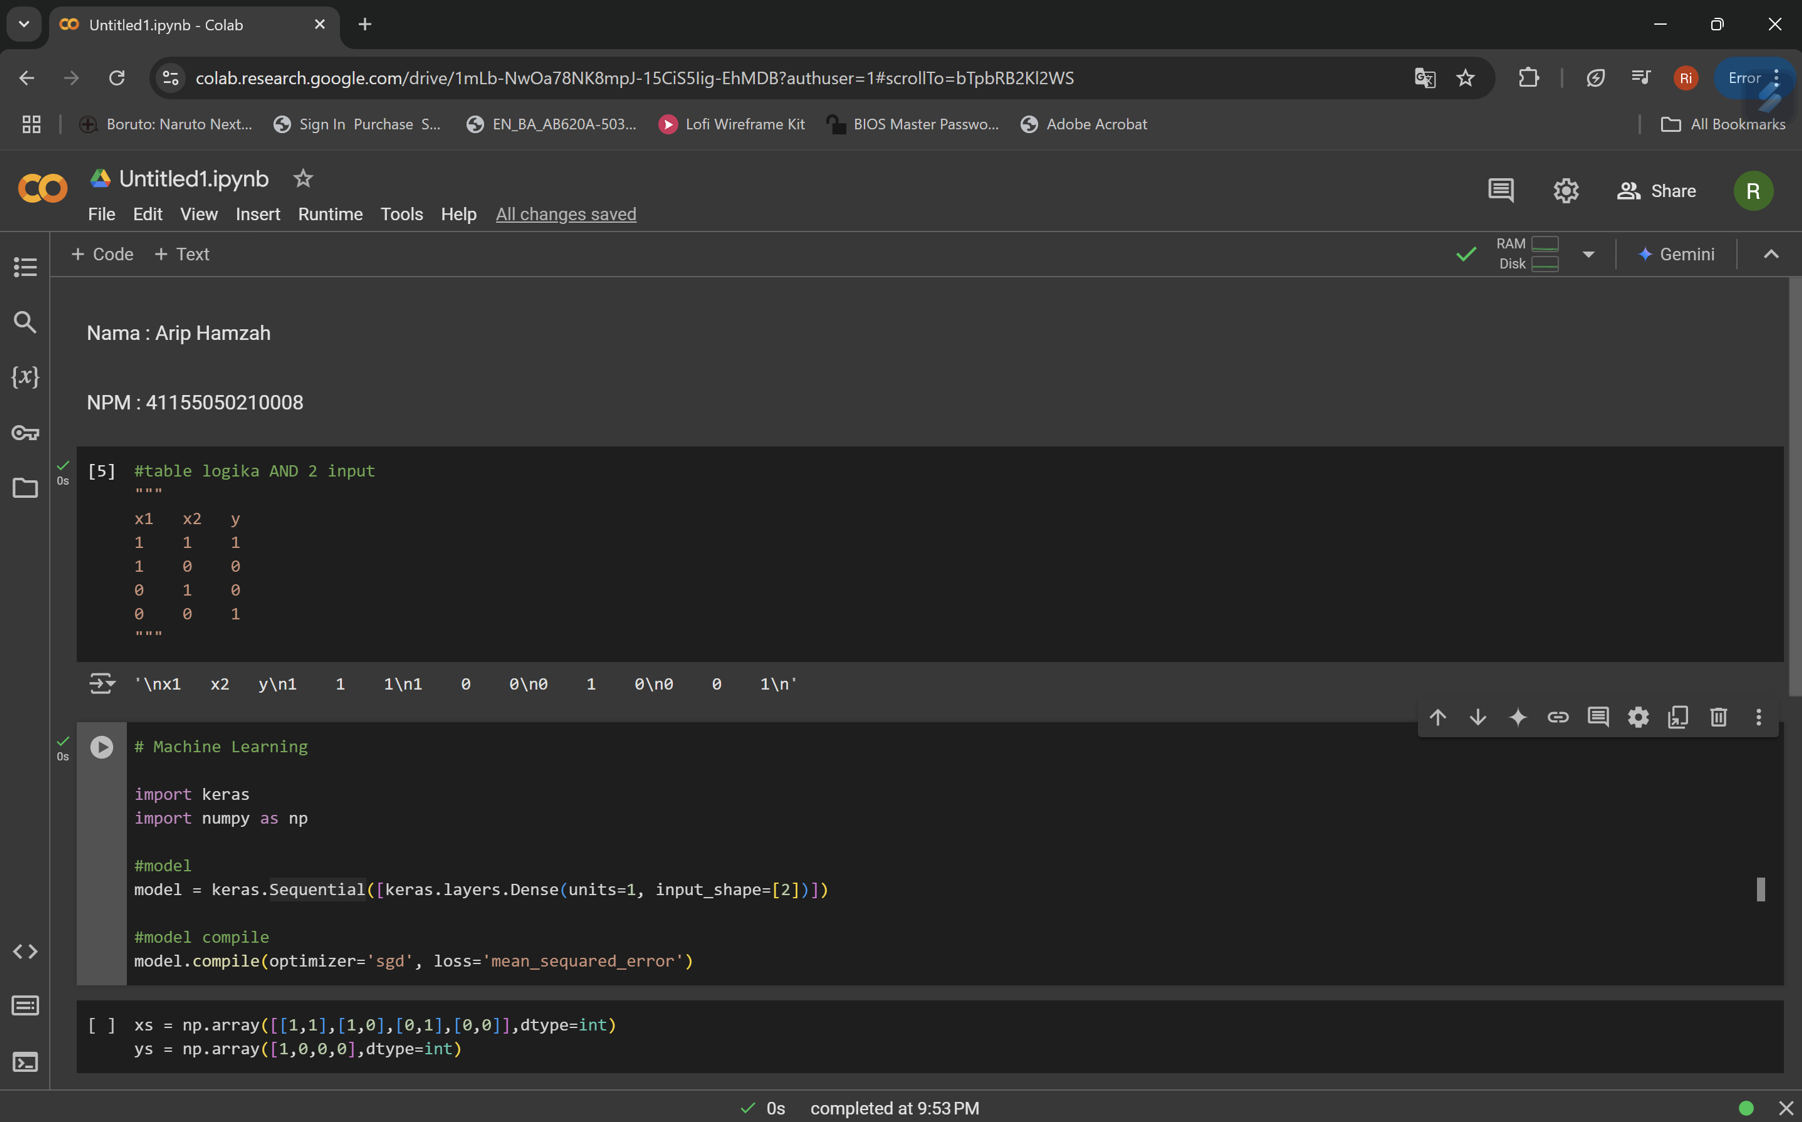 Untitled1.ipynb - Colab
colab.research.google.com/drive/1mLb-NwOa78NK8mpJ-15CiS5Iig-EhMDB?authuser=1#scrollTo=bTpbRB2Kl2WS
Ri
Error
Boruto: Naruto Next...
Sign In Purchase S...
EN_BA_AB620A-503...
Lofi Wireframe Kit
BIOS Master Passwo...
Adobe Acrobat
All Bookmarks
Untitled1.ipynb
Share
R
File Edit View Insert Runtime Tools Help All changes saved
+ Code + Text
RAM
Disk
Gemini
Nama : Arip Hamzah
NPM : 41155050210008
0s
[5] #table logika AND 2 input
"""
x1 x2 y
1 1 1
1 0 0
0 1 0
0 0 1
"""
'\nx1 x2 y\n1 1 1\n1 0 0\n0 1 0\n0 0 1\n'
0s
# Machine Learning
import keras
import numpy as np
#model
model = keras.Sequential([keras.layers.Dense(units=1, input_shape=[2])])
#model compile
model.compile(optimizer='sgd', loss='mean_sequared_error')
[ ] xs = np.array([[1,1],[1,0],[0,1],[0,0]],dtype=int)
ys = np.array([1,0,0,0],dtype=int)
0s completed at 9:53 PM